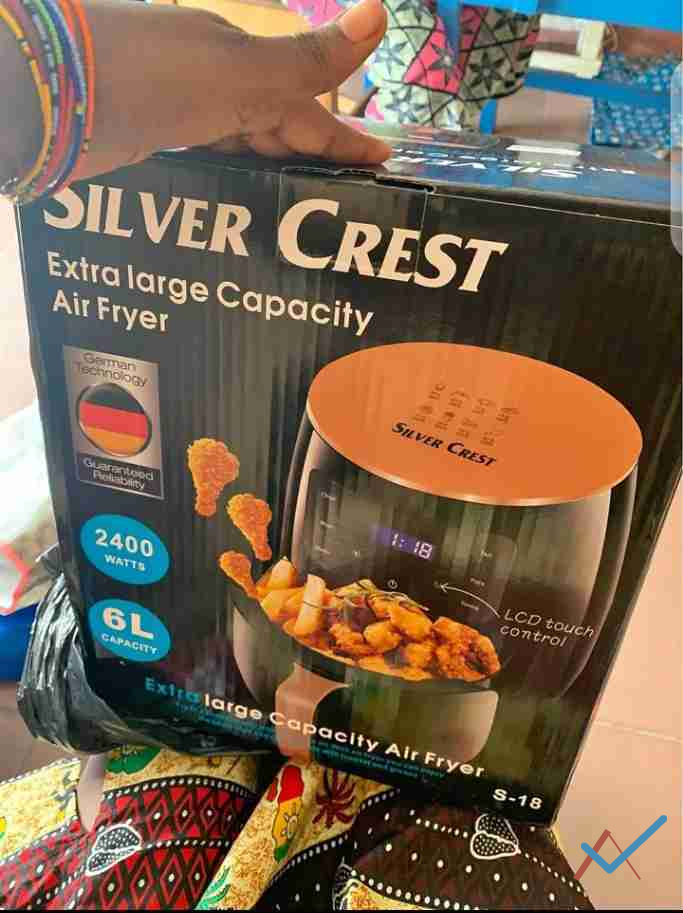 SILVER CREST
Extra large Capacity
Air Fryer
German
Technology
Guaranteed
Reliability
2400
WATTS
6L
CAPACITY
SILVER CREST
1:18
LCD touch
control
Extra large Capacity Air Fryer
S-18